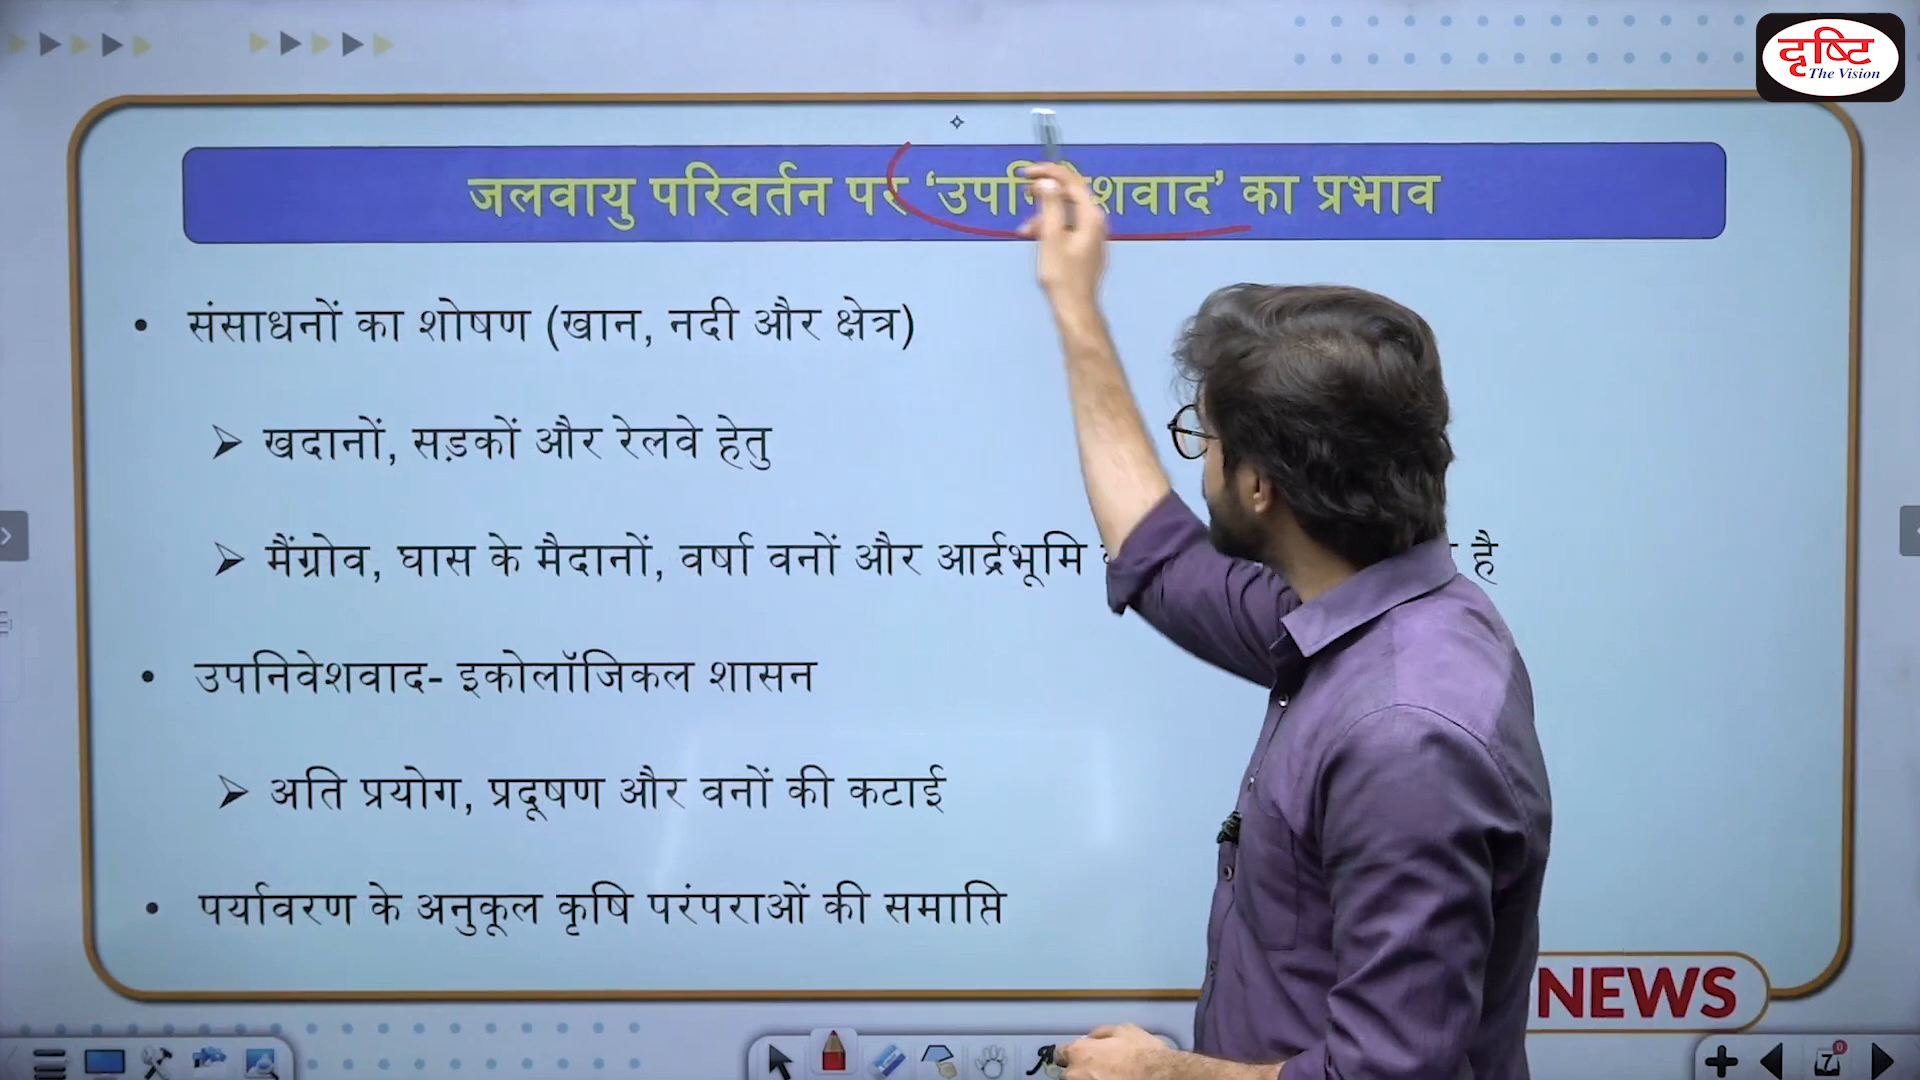 दृष्टि
The Vision
जलवायु परिवर्तन पर ‘उपनिवेशवाद’ का प्रभाव
• संसाधनों का शोषण (खान, नदी और क्षेत्र)
➤ खदानों, सड़कों और रेलवे हेतु
➤ मैंग्रोव, घास के मैदानों, वर्षा वनों और आर्द्रभूमि है
• उपनिवेशवाद- इकोलॉजिकल शासन
➤ अति प्रयोग, प्रदूषण और वनों की कटाई
• पर्यावरण के अनुकूल कृषि परंपराओं की समाप्ति
NEWS
7
0